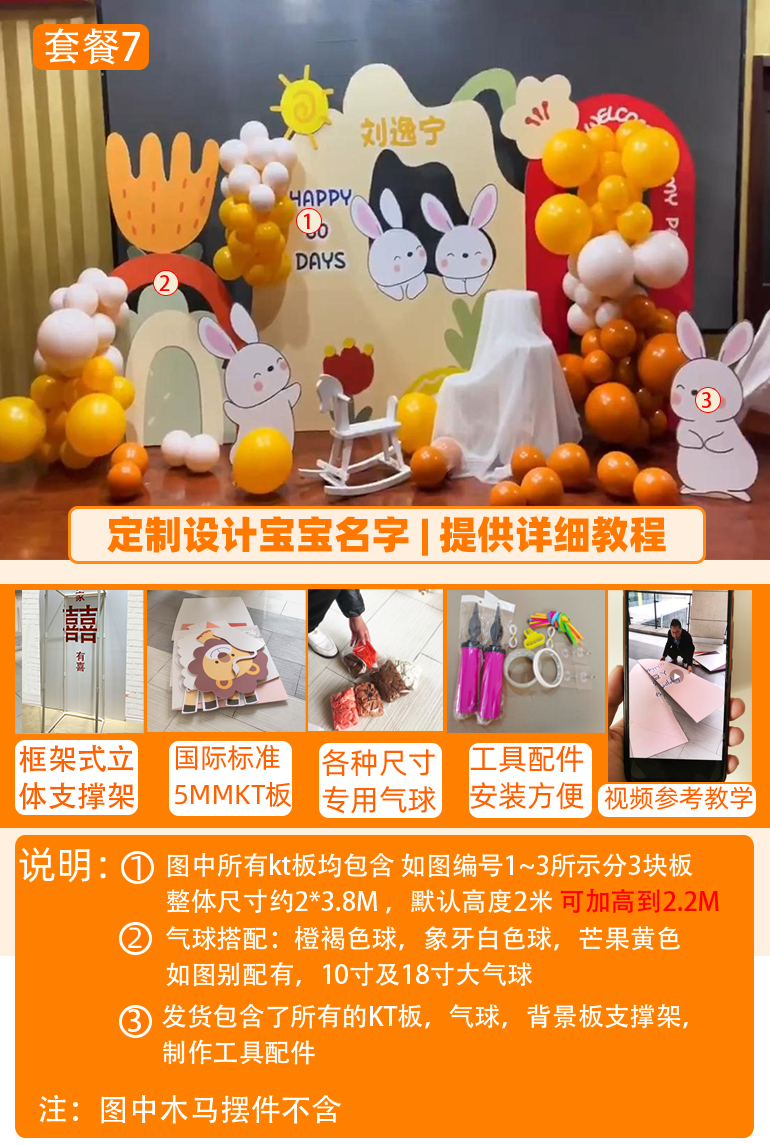 套餐7
刘逸宁
WELCOME
HAPPY
① 00
DAYS
MY PA
②
③
定制设计宝宝名字 | 提供详细教程
囍囍
有喜
框架式立
体支撑架
国际标准
5MMKT板
各种尺寸
专用气球
工具配件
安装方便
视频参考教学
说明：① 图中所有kt板均包含 如图编号1~3所示分3块板
整体尺寸约2*3.8M ，默认高度2米 可加高到2.2M
② 气球搭配：橙褐色球，象牙白色球，芒果黄色
如图别配有，10寸及18寸大气球
③ 发货包含了所有的KT板，气球，背景板支撑架，
制作工具配件
注：图中木马摆件不含